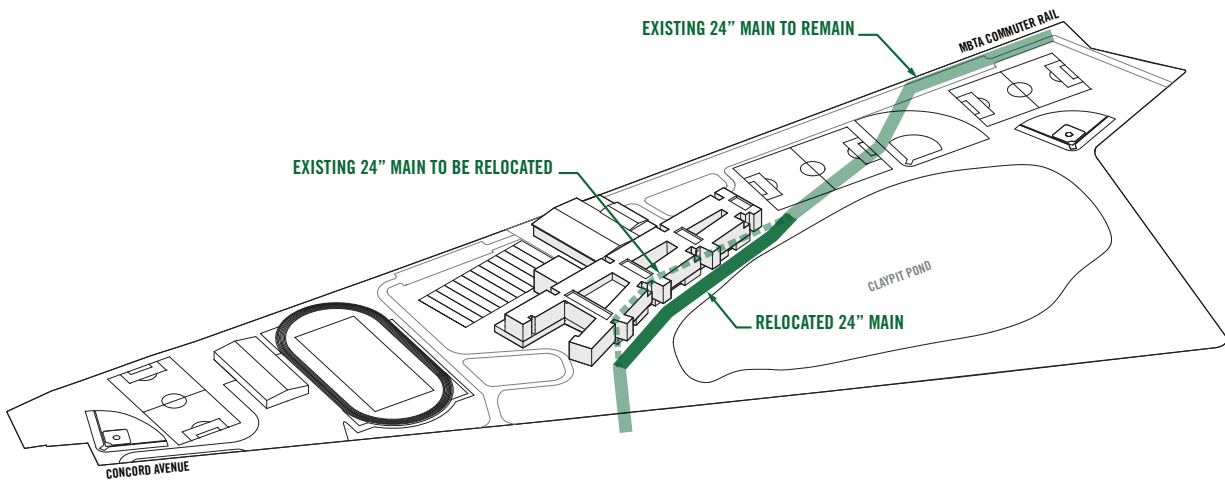 EXISTING 24” MAIN TO REMAIN
MBTA COMMUTER RAIL
EXISTING 24” MAIN TO BE RELOCATED
CLAYPIT POND
RELOCATED 24” MAIN
CONCORD AVENUE